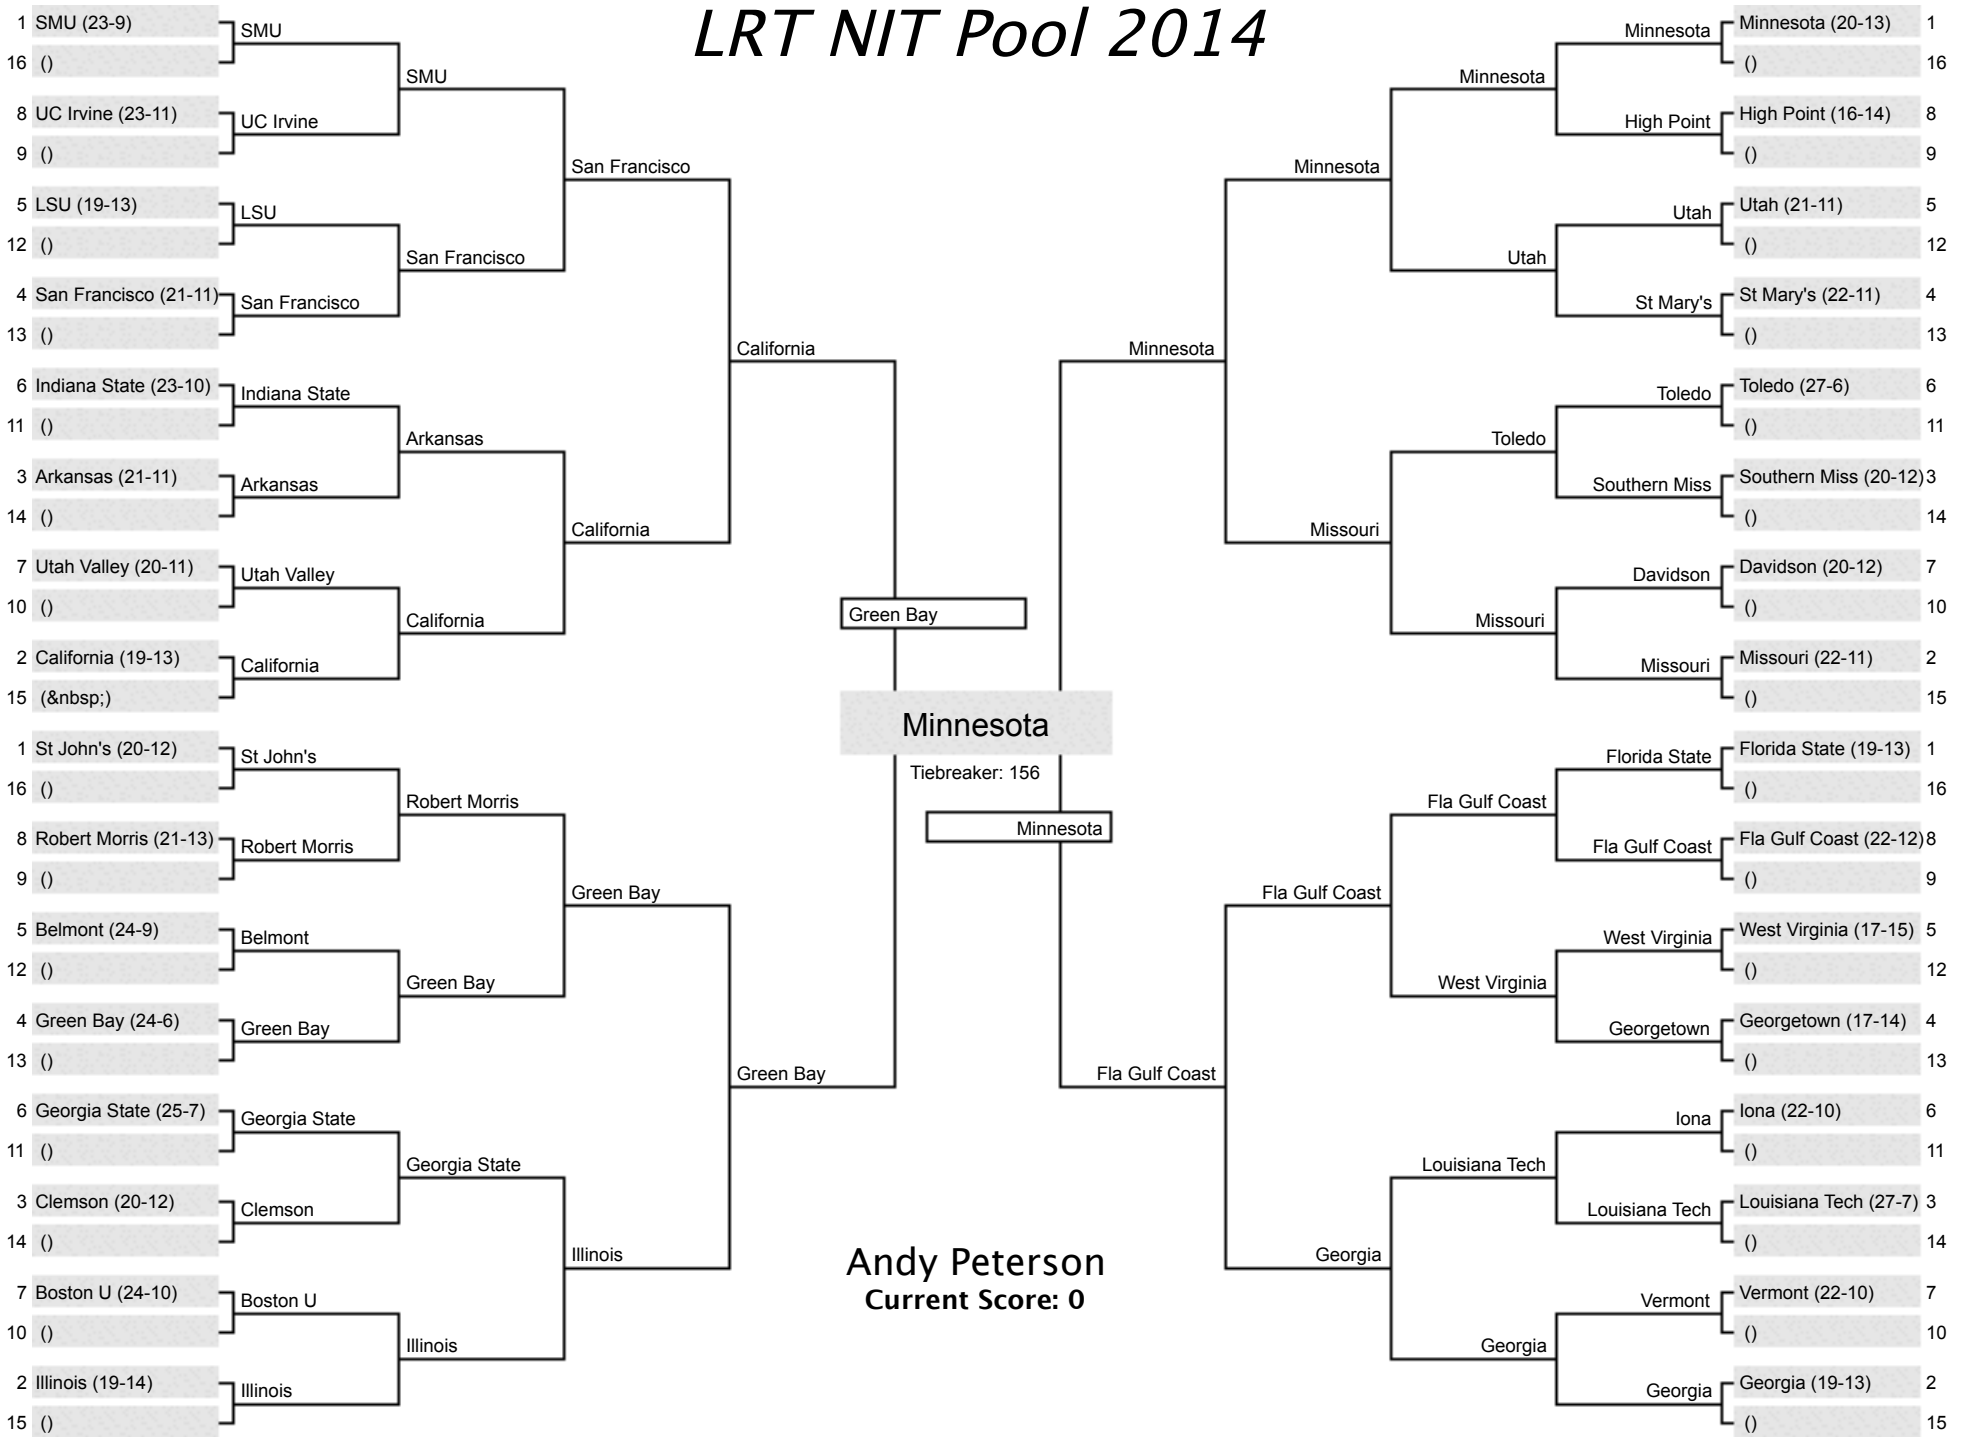 LRT NIT Pool 2014
1 SMU (23-9)
16 ()
8 UC Irvine (23-11)
9 ()
5 LSU (19-13)
12 ()
4 San Francisco (21-11)
13 ()
6 Indiana State (23-10)
11 ()
3 Arkansas (21-11)
14 ()
7 Utah Valley (20-11)
10 ()
2 California (19-13)
15 (&nbsp;)
1 St John's (20-12)
16 ()
8 Robert Morris (21-13)
9 ()
5 Belmont (24-9)
12 ()
4 Green Bay (24-6)
13 ()
6 Georgia State (25-7)
11 ()
3 Clemson (20-12)
14 ()
7 Boston U (24-10)
10 ()
2 Illinois (19-14)
15 ()
SMU
UC Irvine
LSU
San Francisco
Indiana State
Arkansas
Utah Valley
California
St John's
Robert Morris
Belmont
Green Bay
Georgia State
Clemson
Boston U
Illinois
SMU
San Francisco
Arkansas
California
Robert Morris
Green Bay
Georgia State
Illinois
San Francisco
California
Green Bay
Illinois
California
Green Bay
Green Bay
Minnesota
Tiebreaker: 156
Minnesota
Andy Peterson
Current Score: 0
Minnesota
Fla Gulf Coast
Minnesota
Missouri
Fla Gulf Coast
Georgia
Minnesota
Utah
Toledo
Missouri
Fla Gulf Coast
West Virginia
Louisiana Tech
Georgia
Minnesota
High Point
Utah
St Mary's
Toledo
Southern Miss
Davidson
Missouri
Florida State
Fla Gulf Coast
West Virginia
Georgetown
Iona
Louisiana Tech
Vermont
Georgia
Minnesota (20-13) 1
() 16
High Point (16-14) 8
() 9
Utah (21-11) 5
() 12
St Mary's (22-11) 4
() 13
Toledo (27-6) 6
() 11
Southern Miss (20-12) 3
() 14
Davidson (20-12) 7
() 10
Missouri (22-11) 2
() 15
Florida State (19-13) 1
() 16
Fla Gulf Coast (22-12) 8
() 9
West Virginia (17-15) 5
() 12
Georgetown (17-14) 4
() 13
Iona (22-10) 6
() 11
Louisiana Tech (27-7) 3
() 14
Vermont (22-10) 7
() 10
Georgia (19-13) 2
() 15